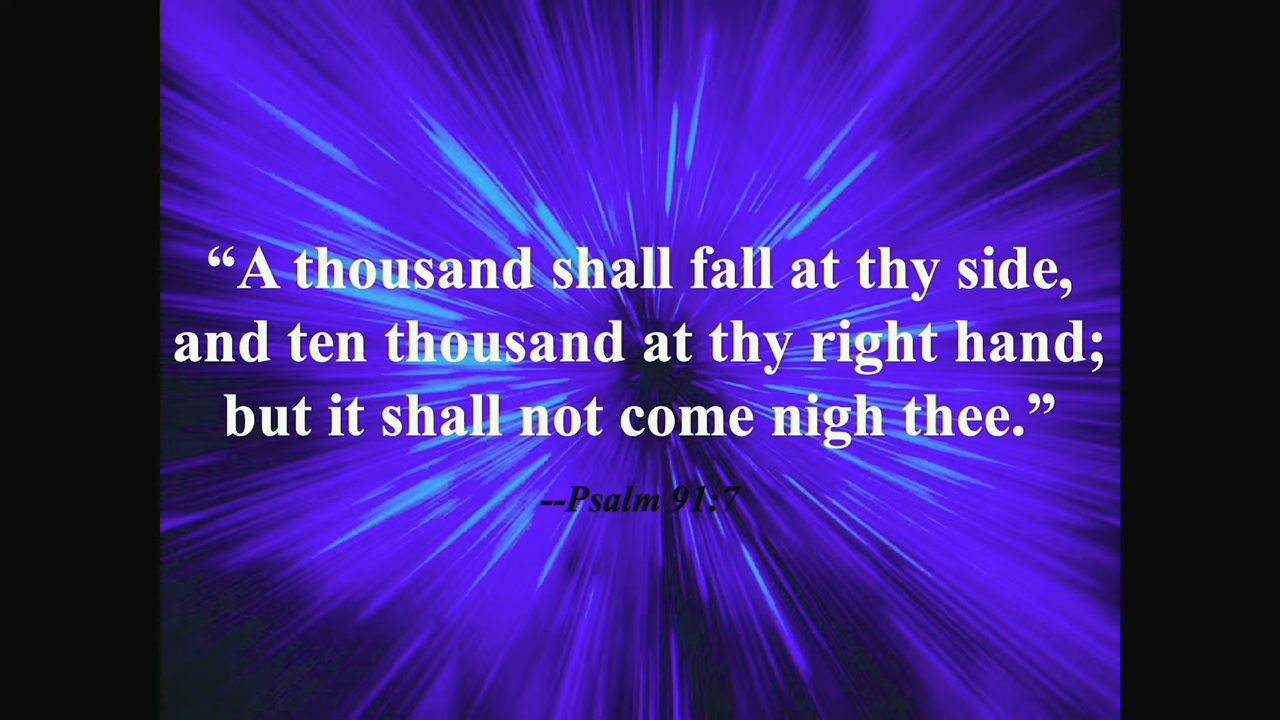 “A thousand shall fall at thy side,
and ten thousand at thy right hand;
but it shall not come nigh thee.”
--Psalm 91:7